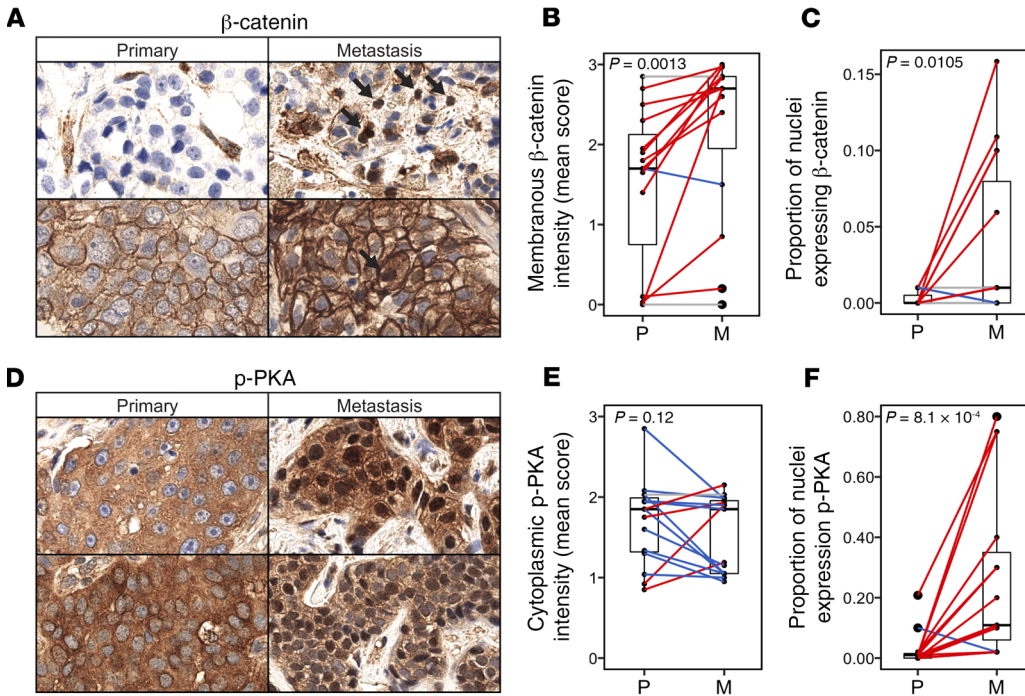 A
β-catenin
Primary
Metastasis
B
P = 0.0013
Membranous β-catenin
intensity (mean score)
3
2
1
0
P
M
C
P = 0.0105
Proportion of nuclei
expressing β-catenin
0.15
0.10
0.05
0.00
P
M
D
p-PKA
Primary
Metastasis
E
P = 0.12
Cytoplasmic p-PKA
intensity (mean score)
3
2
1
0
P
M
F
P = 8.1 × 10⁻⁴
Proportion of nuclei
expression p-PKA
0.80
0.60
0.40
0.20
0.00
P
M